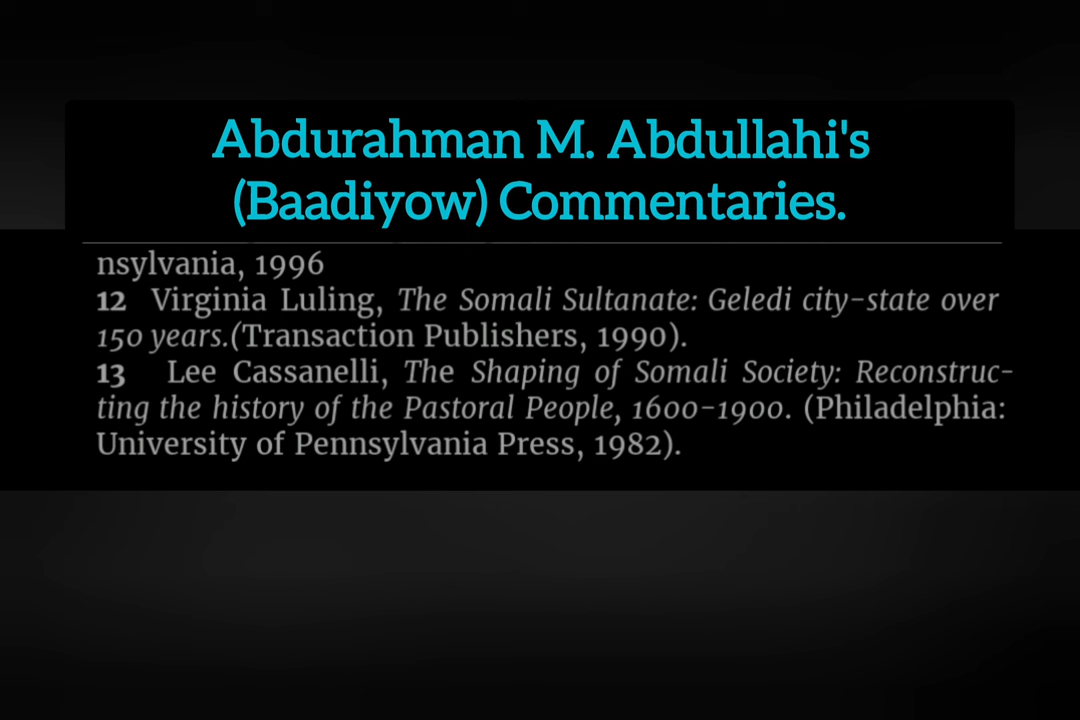 Abdurahman M. Abdullahi's
(Baadiyow) Commentaries.
nsylvania, 1996
12 Virginia Luling, The Somali Sultanate: Geledi city-state over
150 years.(Transaction Publishers, 1990).
13 Lee Cassanelli, The Shaping of Somali Society: Reconstruc-
ting the history of the Pastoral People, 1600-1900. (Philadelphia:
University of Pennsylvania Press, 1982).